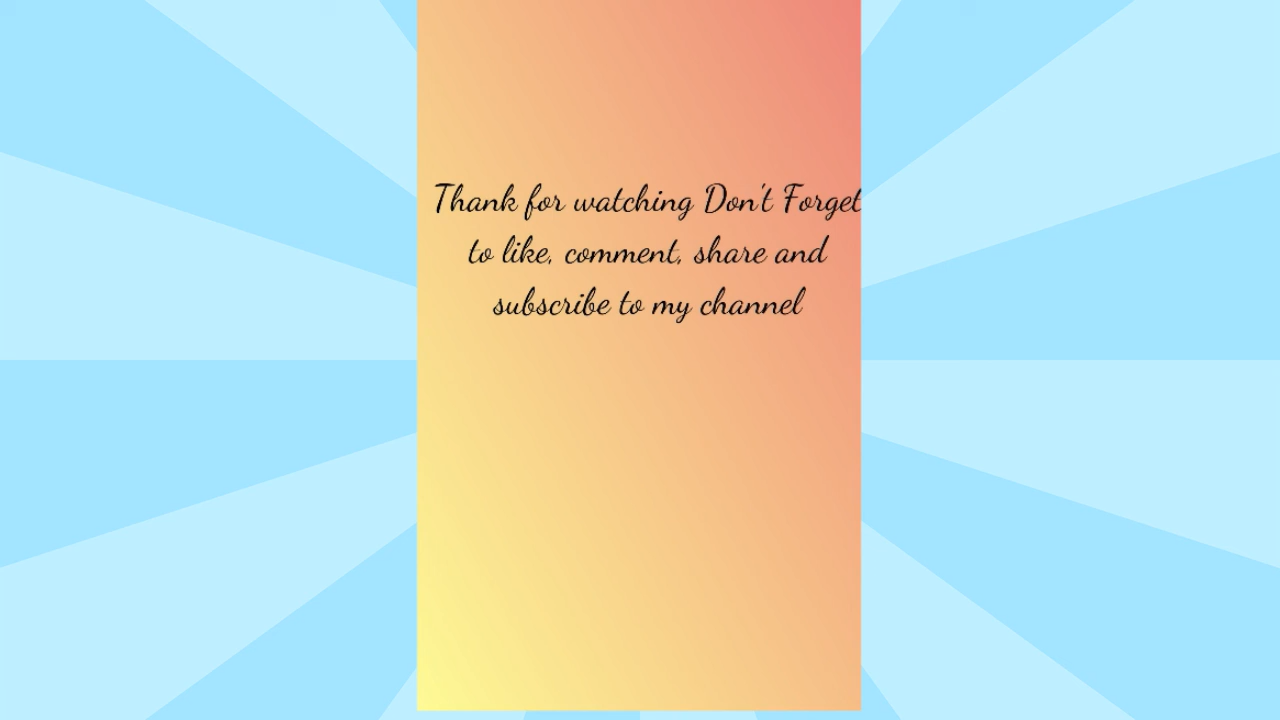 Thank for watching Don't Forget
to like, comment, share and
subscribe to my channel